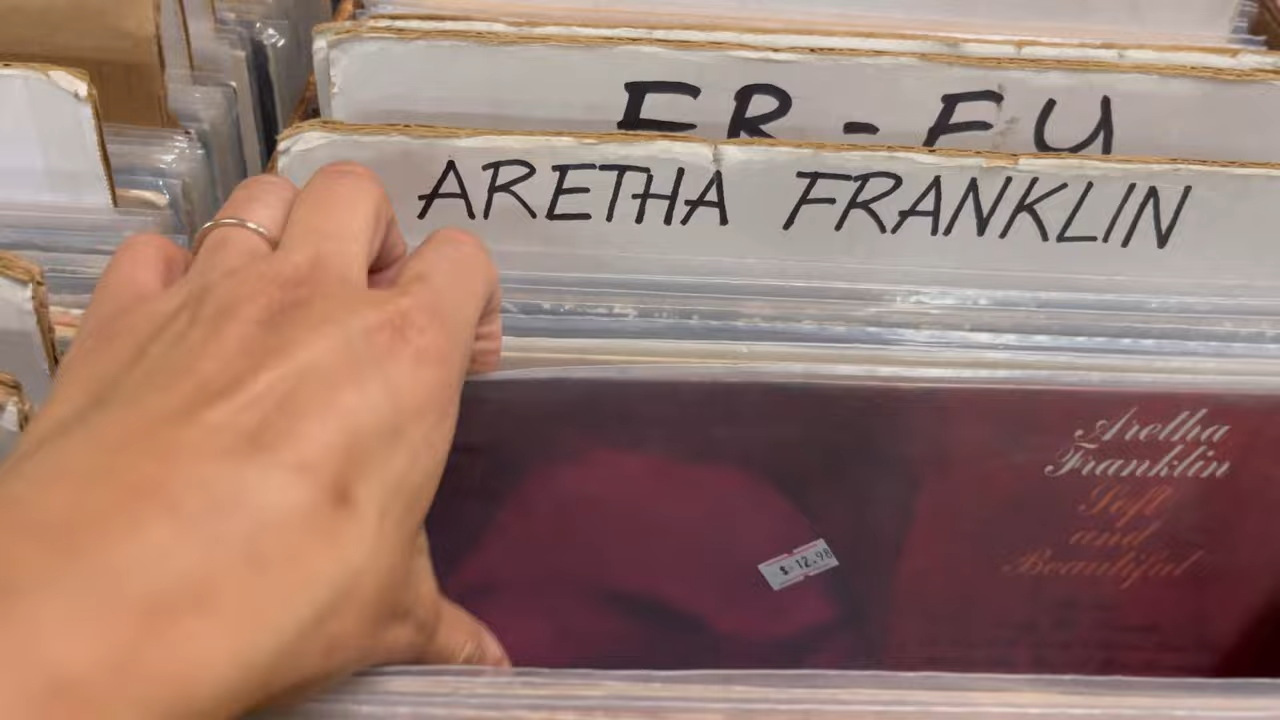 FR-FU
ARETHA FRANKLIN
Aretha
Franklin
Soft
and
Beautiful
$12.98